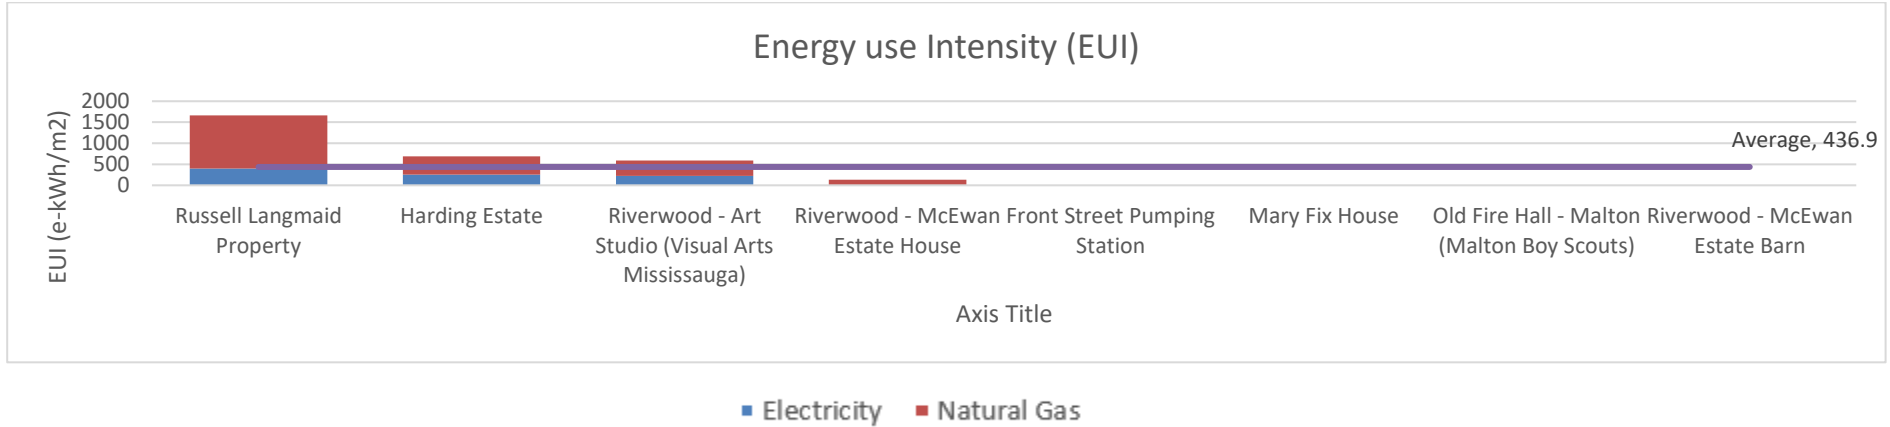 Energy use Intensity (EUI)
EUI (e-kWh/m2)
2000
1500
1000
500
0
Average, 436.9
Russell Langmaid
Property
Harding Estate
Riverwood - Art
Studio (Visual Arts
Mississauga)
Riverwood - McEwan
Estate House
Front Street Pumping
Station
Mary Fix House
Old Fire Hall - Malton
(Malton Boy Scouts)
Riverwood - McEwan
Estate Barn
Axis Title
Electricity
Natural Gas